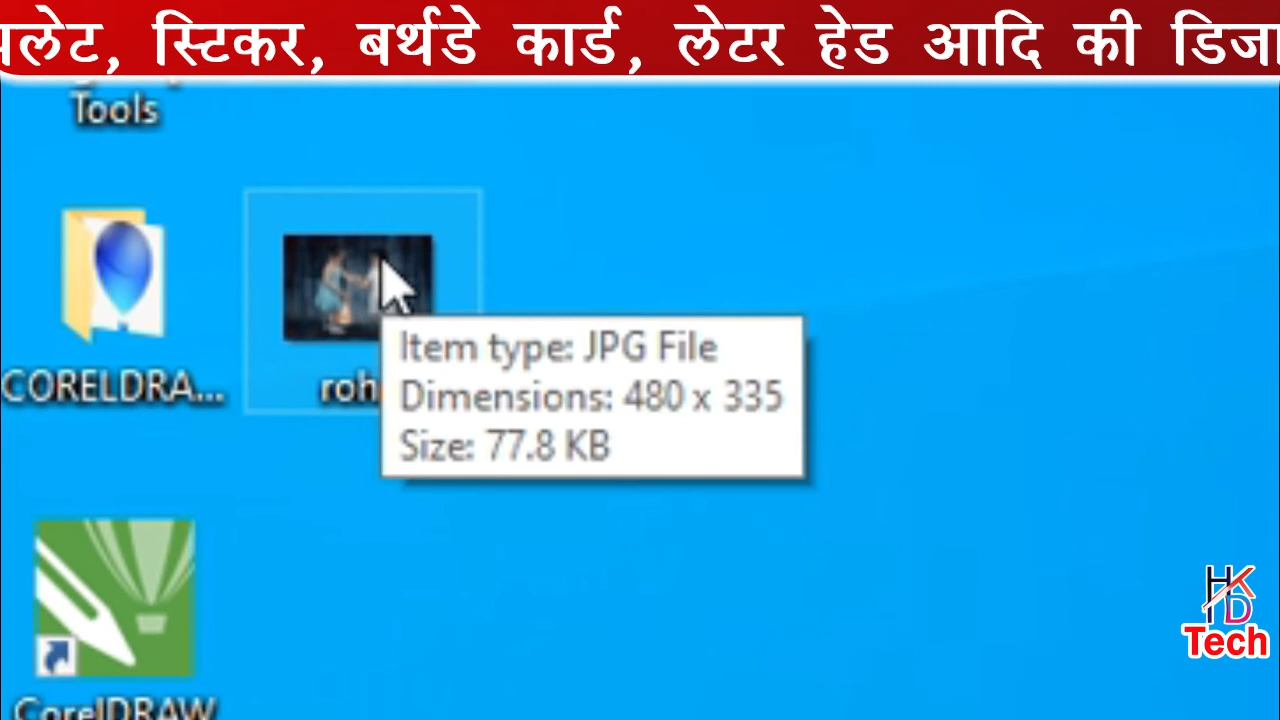 स्टिकर, बर्थडे कार्ड, लेटर हेड आदि की
Tools
CORELDRA...
roh
Item type: JPG File
Dimensions: 480 x 335
Size: 77.8 KB
CorelDRAW
HKD
Tech